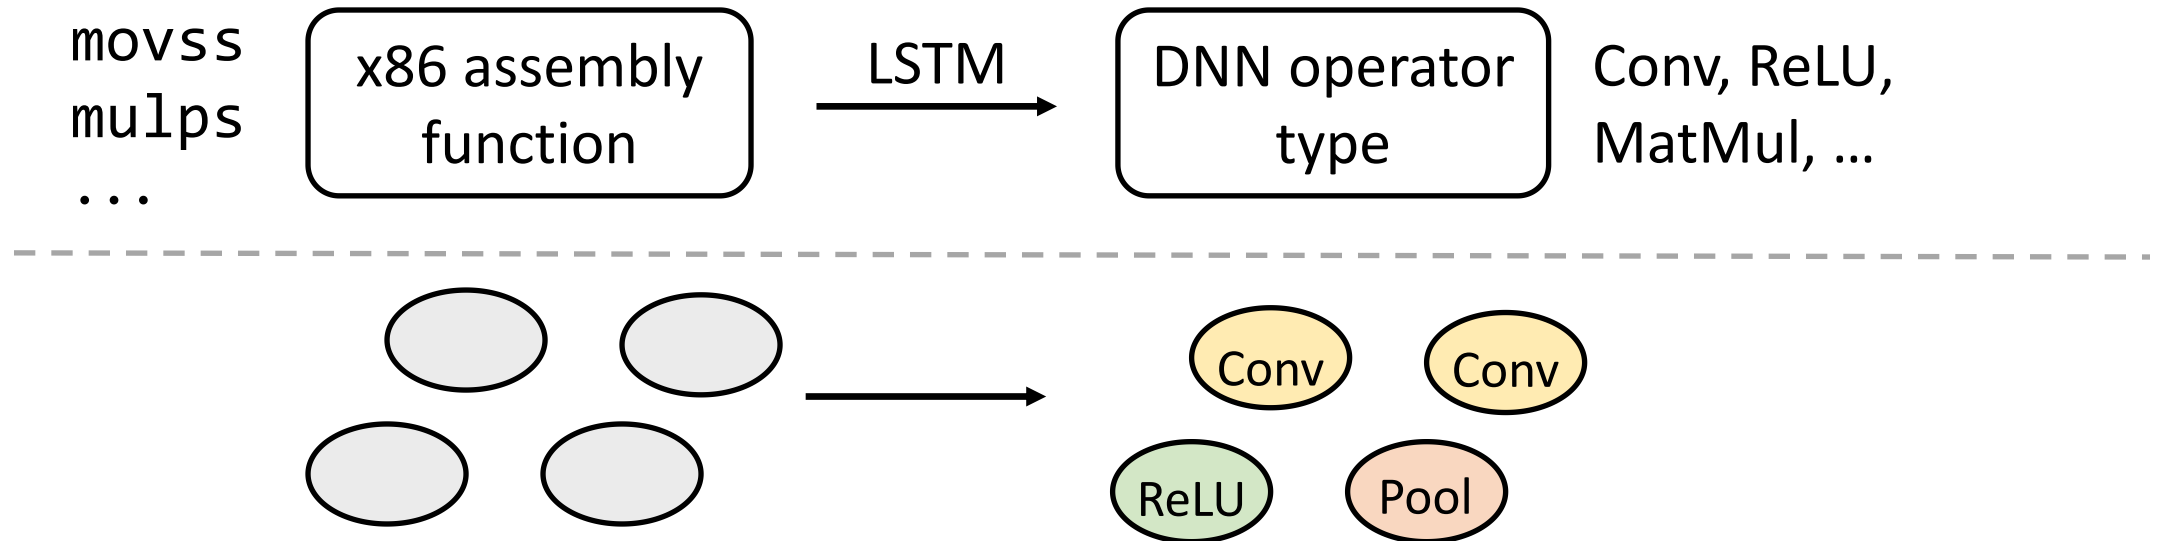 movss
mulps
...
x86 assembly
function
LSTM
DNN operator
type
Conv, ReLU,
MatMul, ...
Conv
Conv
ReLU
Pool